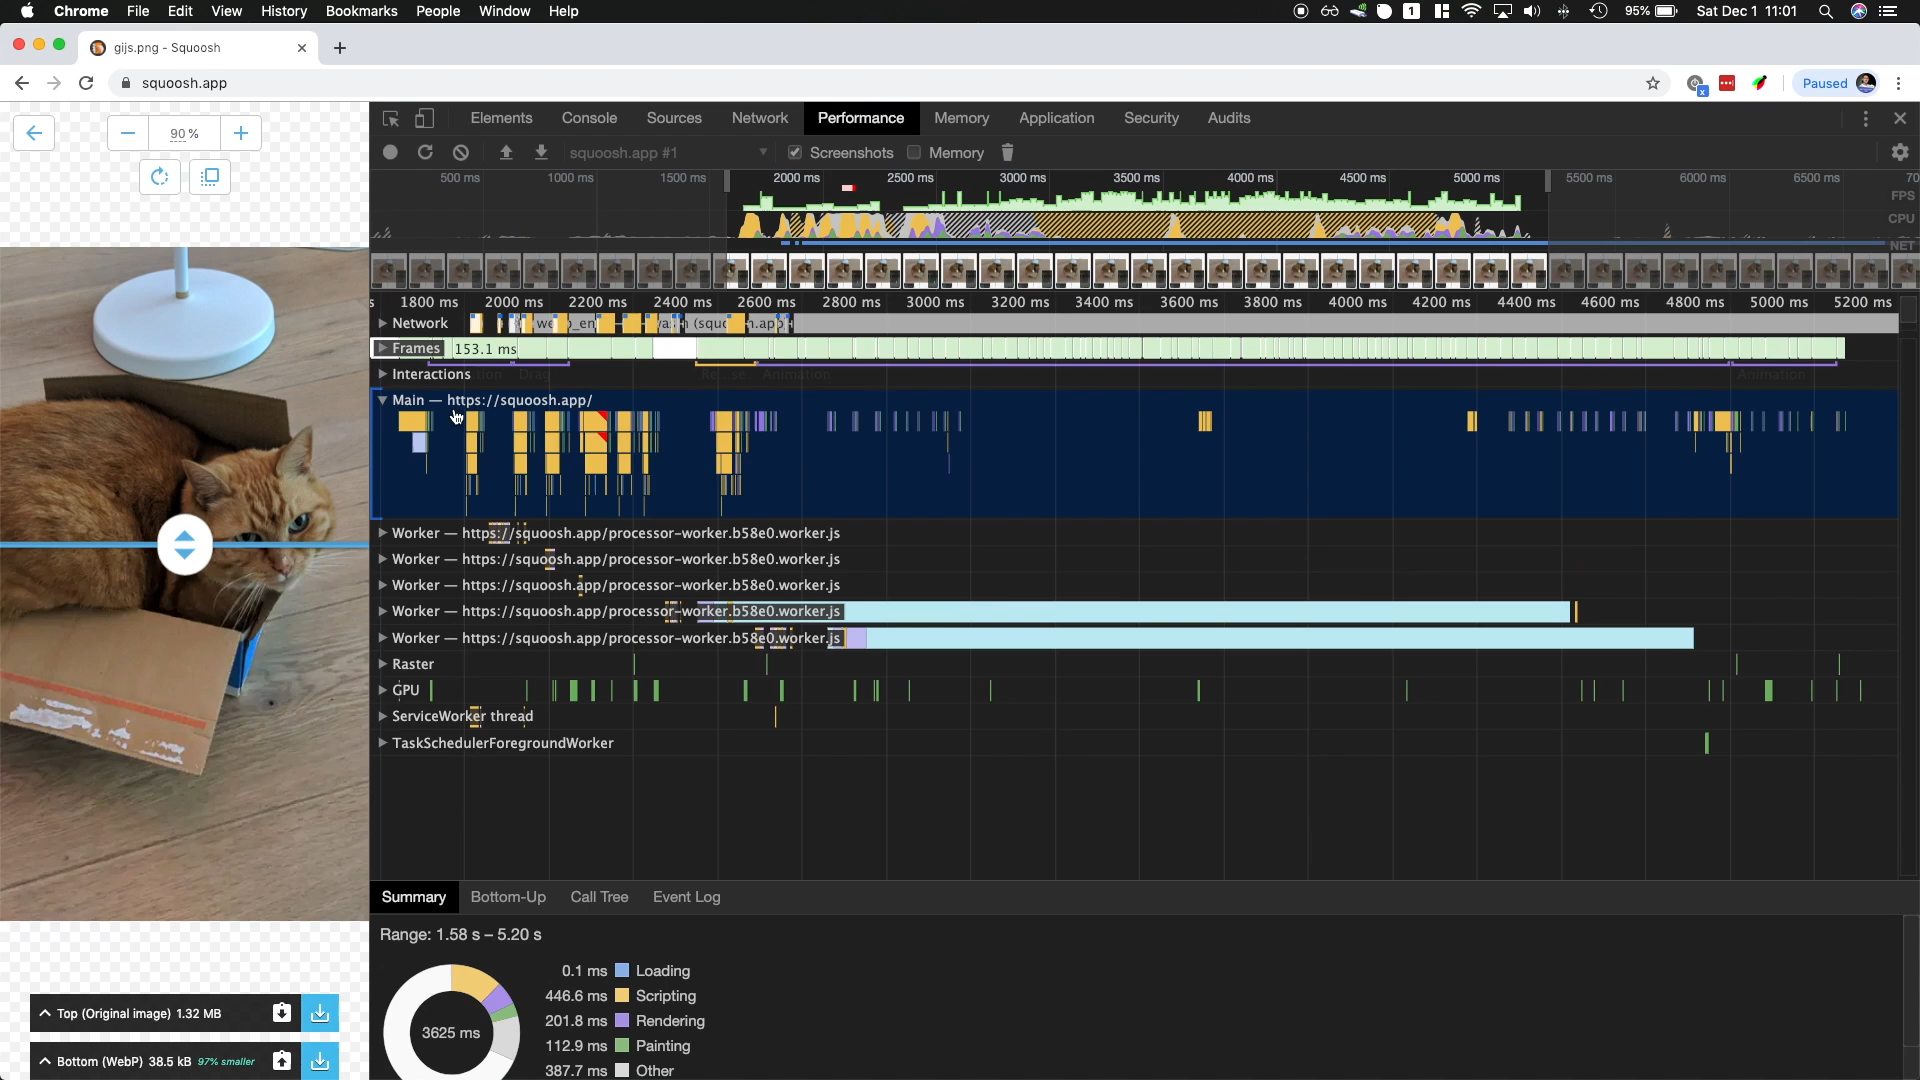 Chrome File Edit View History Bookmarks People Window Help 1 95% Sat Dec 1 11:01
gijs.png - Squoosh
squoosh.app Paused
90 %
Elements Console Sources Network Performance Memory Application Security Audits
squoosh.app #1 Screenshots Memory
500 ms 1000 ms 1500 ms 2000 ms 2500 ms 3000 ms 3500 ms 4000 ms 4500 ms 5000 ms 5500 ms 6000 ms 6500 ms 70
FPS
CPU
NET
s 1800 ms 2000 ms 2200 ms 2400 ms 2600 ms 2800 ms 3000 ms 3200 ms 3400 ms 3600 ms 3800 ms 4000 ms 4200 ms 4400 ms 4600 ms 4800 ms 5000 ms 5200 ms
Network
Frames 153.1 ms
Interactions Animation Animation
Main — https://squoosh.app/
Worker — https://squoosh.app/processor-worker.b58e0.worker.js
Worker — https://squoosh.app/processor-worker.b58e0.worker.js
Worker — https://squoosh.app/processor-worker.b58e0.worker.js
Worker — https://squoosh.app/processor-worker.b58e0.worker.js
Worker — https://squoosh.app/processor-worker.b58e0.worker.js
Raster
GPU
ServiceWorker thread
TaskSchedulerForegroundWorker
Summary Bottom-Up Call Tree Event Log
Range: 1.58 s – 5.20 s
3625 ms
0.1 ms Loading
446.6 ms Scripting
201.8 ms Rendering
112.9 ms Painting
387.7 ms Other
Top (Original image) 1.32 MB
Bottom (WebP) 38.5 kB 97% smaller